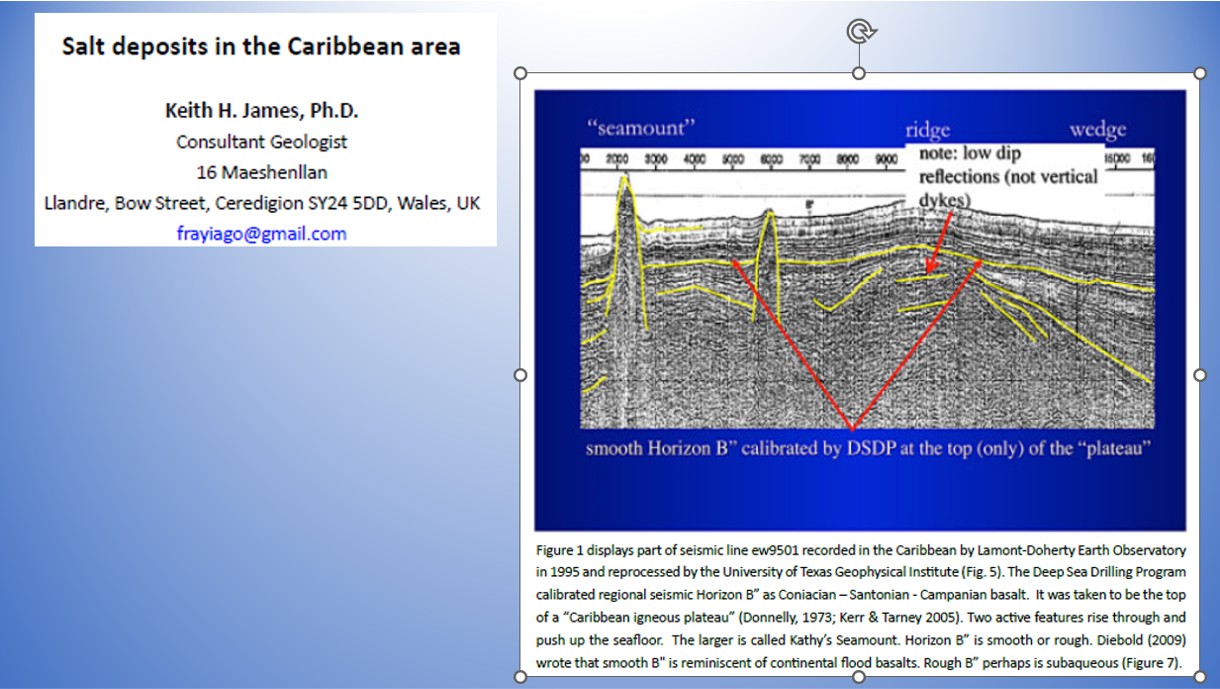 Salt deposits in the Caribbean area
Keith H. James, Ph.D.
Consultant Geologist
16 Maeshenllan
Llandre, Bow Street, Ceredigion SY24 5DD, Wales, UK
frayiago@gmail.com
“seamount”
ridge
wedge
2000 3000 4000 5000 6000 7000 8000 9000
note: low dip
reflections (not vertical
dykes)
15000
smooth Horizon B” calibrated by DSDP at the top (only) of the “plateau”
Figure 1 displays part of seismic line ew9501 recorded in the Caribbean by Lamont-Doherty Earth Observatory
in 1995 and reprocessed by the University of Texas Geophysical Institute (Fig. 5). The Deep Sea Drilling Program
calibrated regional seismic Horizon B” as Coniacian – Santonian - Campanian basalt. It was taken to be the top
of a “Caribbean igneous plateau” (Donnelly, 1973; Kerr & Tarney 2005). Two active features rise through and
push up the seafloor. The larger is called Kathy’s Seamount. Horizon B” is smooth or rough. Diebold (2009)
wrote that smooth B" is reminiscent of continental flood basalts. Rough B” perhaps is subaqueous (Figure 7).